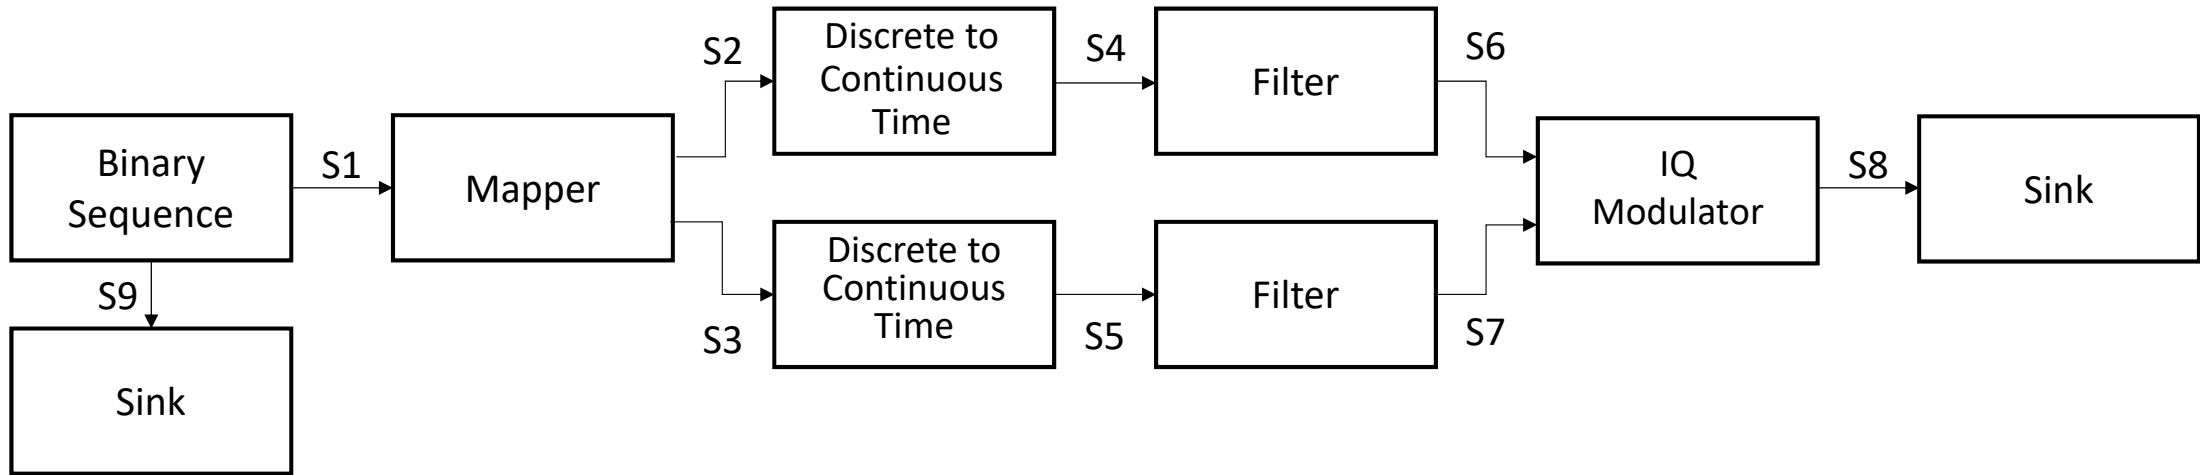 S2
Discrete to
Continuous
Time
S4
Filter
S6
Binary
Sequence
S1
Mapper
IQ
Modulator
S8
Sink
S9
Sink
S3
Discrete to
Continuous
Time
S5
Filter
S7